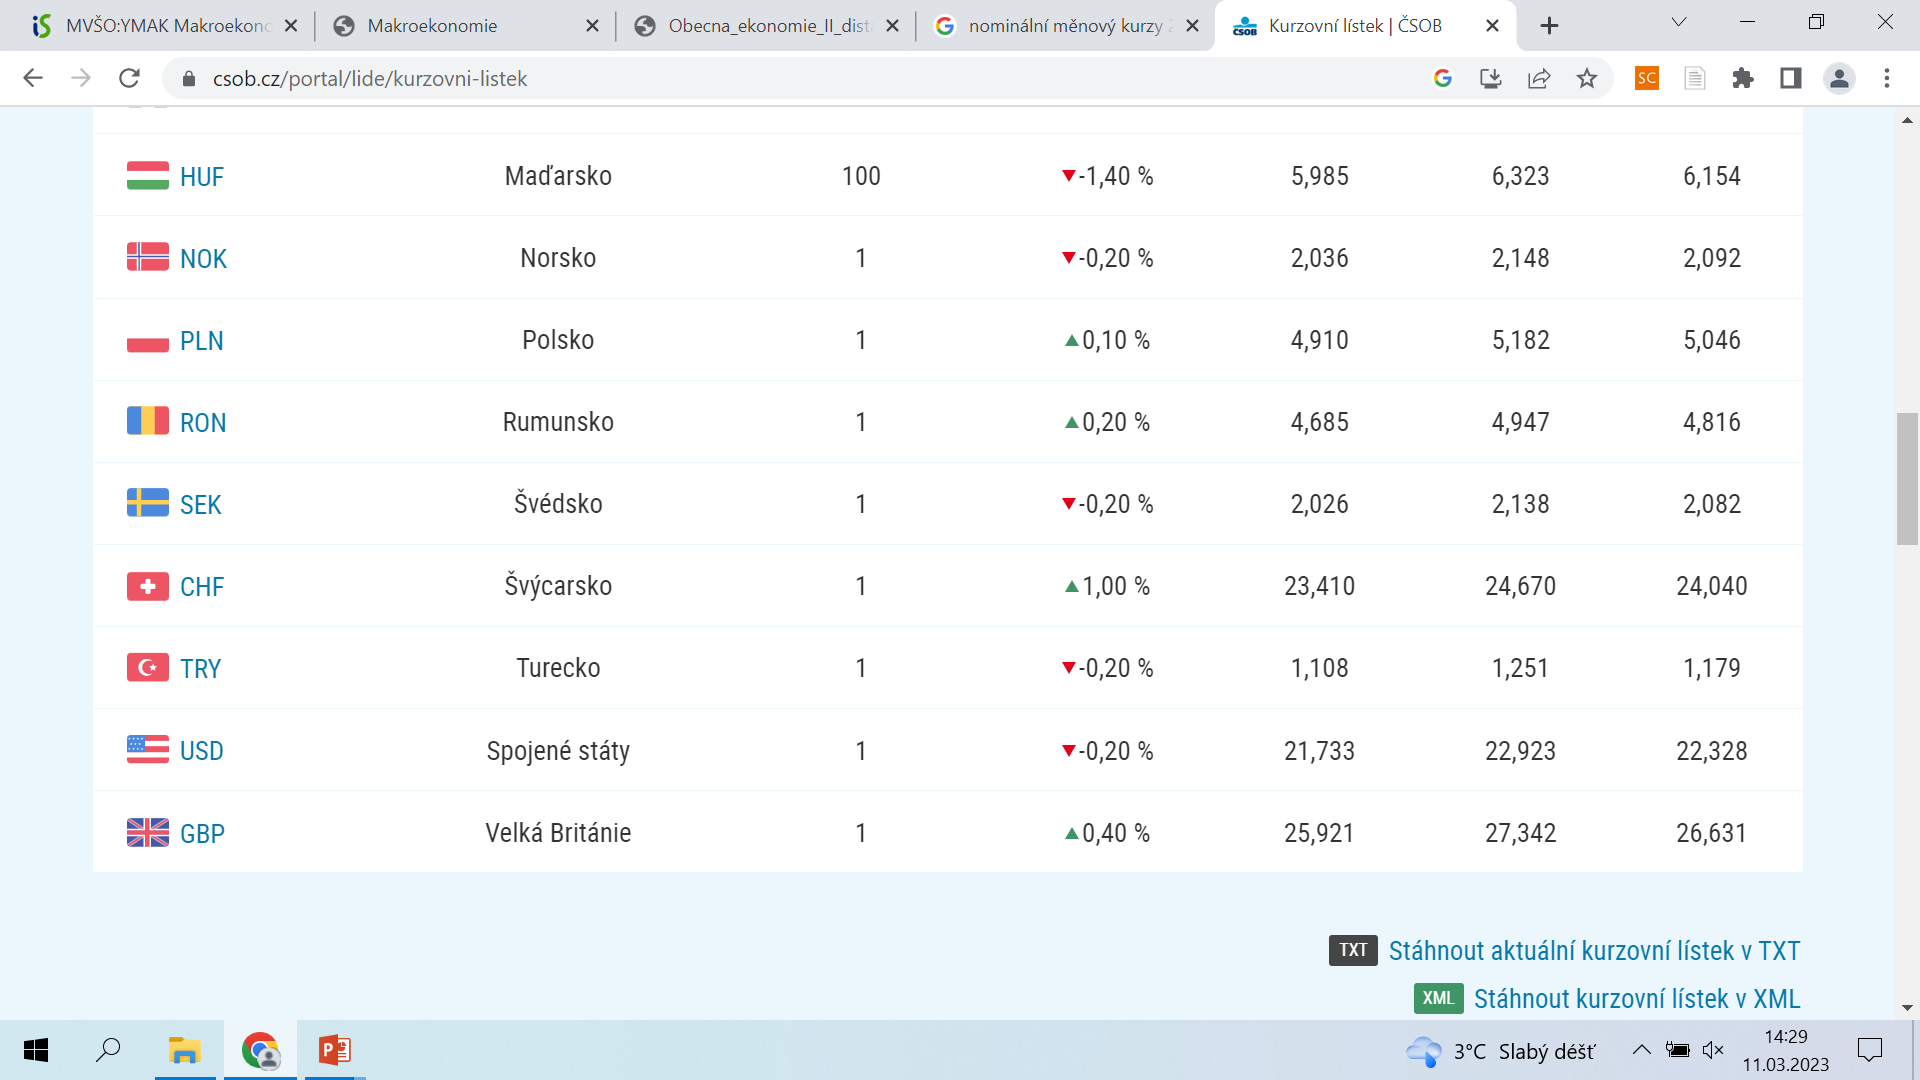 MVŠO:YMAK Makroekond
Makroekonomie
Obecna_ekonomie_II_dista
nominální měnový kurzy 2
Kurzovní lístek | ČSOB
csob.cz/portal/lide/kurzovni-listek
SC
HUF Maďarsko 100 -1,40 % 5,985 6,323 6,154
NOK Norsko 1 -0,20 % 2,036 2,148 2,092
PLN Polsko 1 0,10 % 4,910 5,182 5,046
RON Rumunsko 1 0,20 % 4,685 4,947 4,816
SEK Švédsko 1 -0,20 % 2,026 2,138 2,082
CHF Švýcarsko 1 1,00 % 23,410 24,670 24,040
TRY Turecko 1 -0,20 % 1,108 1,251 1,179
USD Spojené státy 1 -0,20 % 21,733 22,923 22,328
GBP Velká Británie 1 0,40 % 25,921 27,342 26,631
TXT Stáhnout aktuální kurzovní lístek v TXT
XML Stáhnout kurzovní lístek v XML
3°C Slabý déšť
14:29
11.03.2023